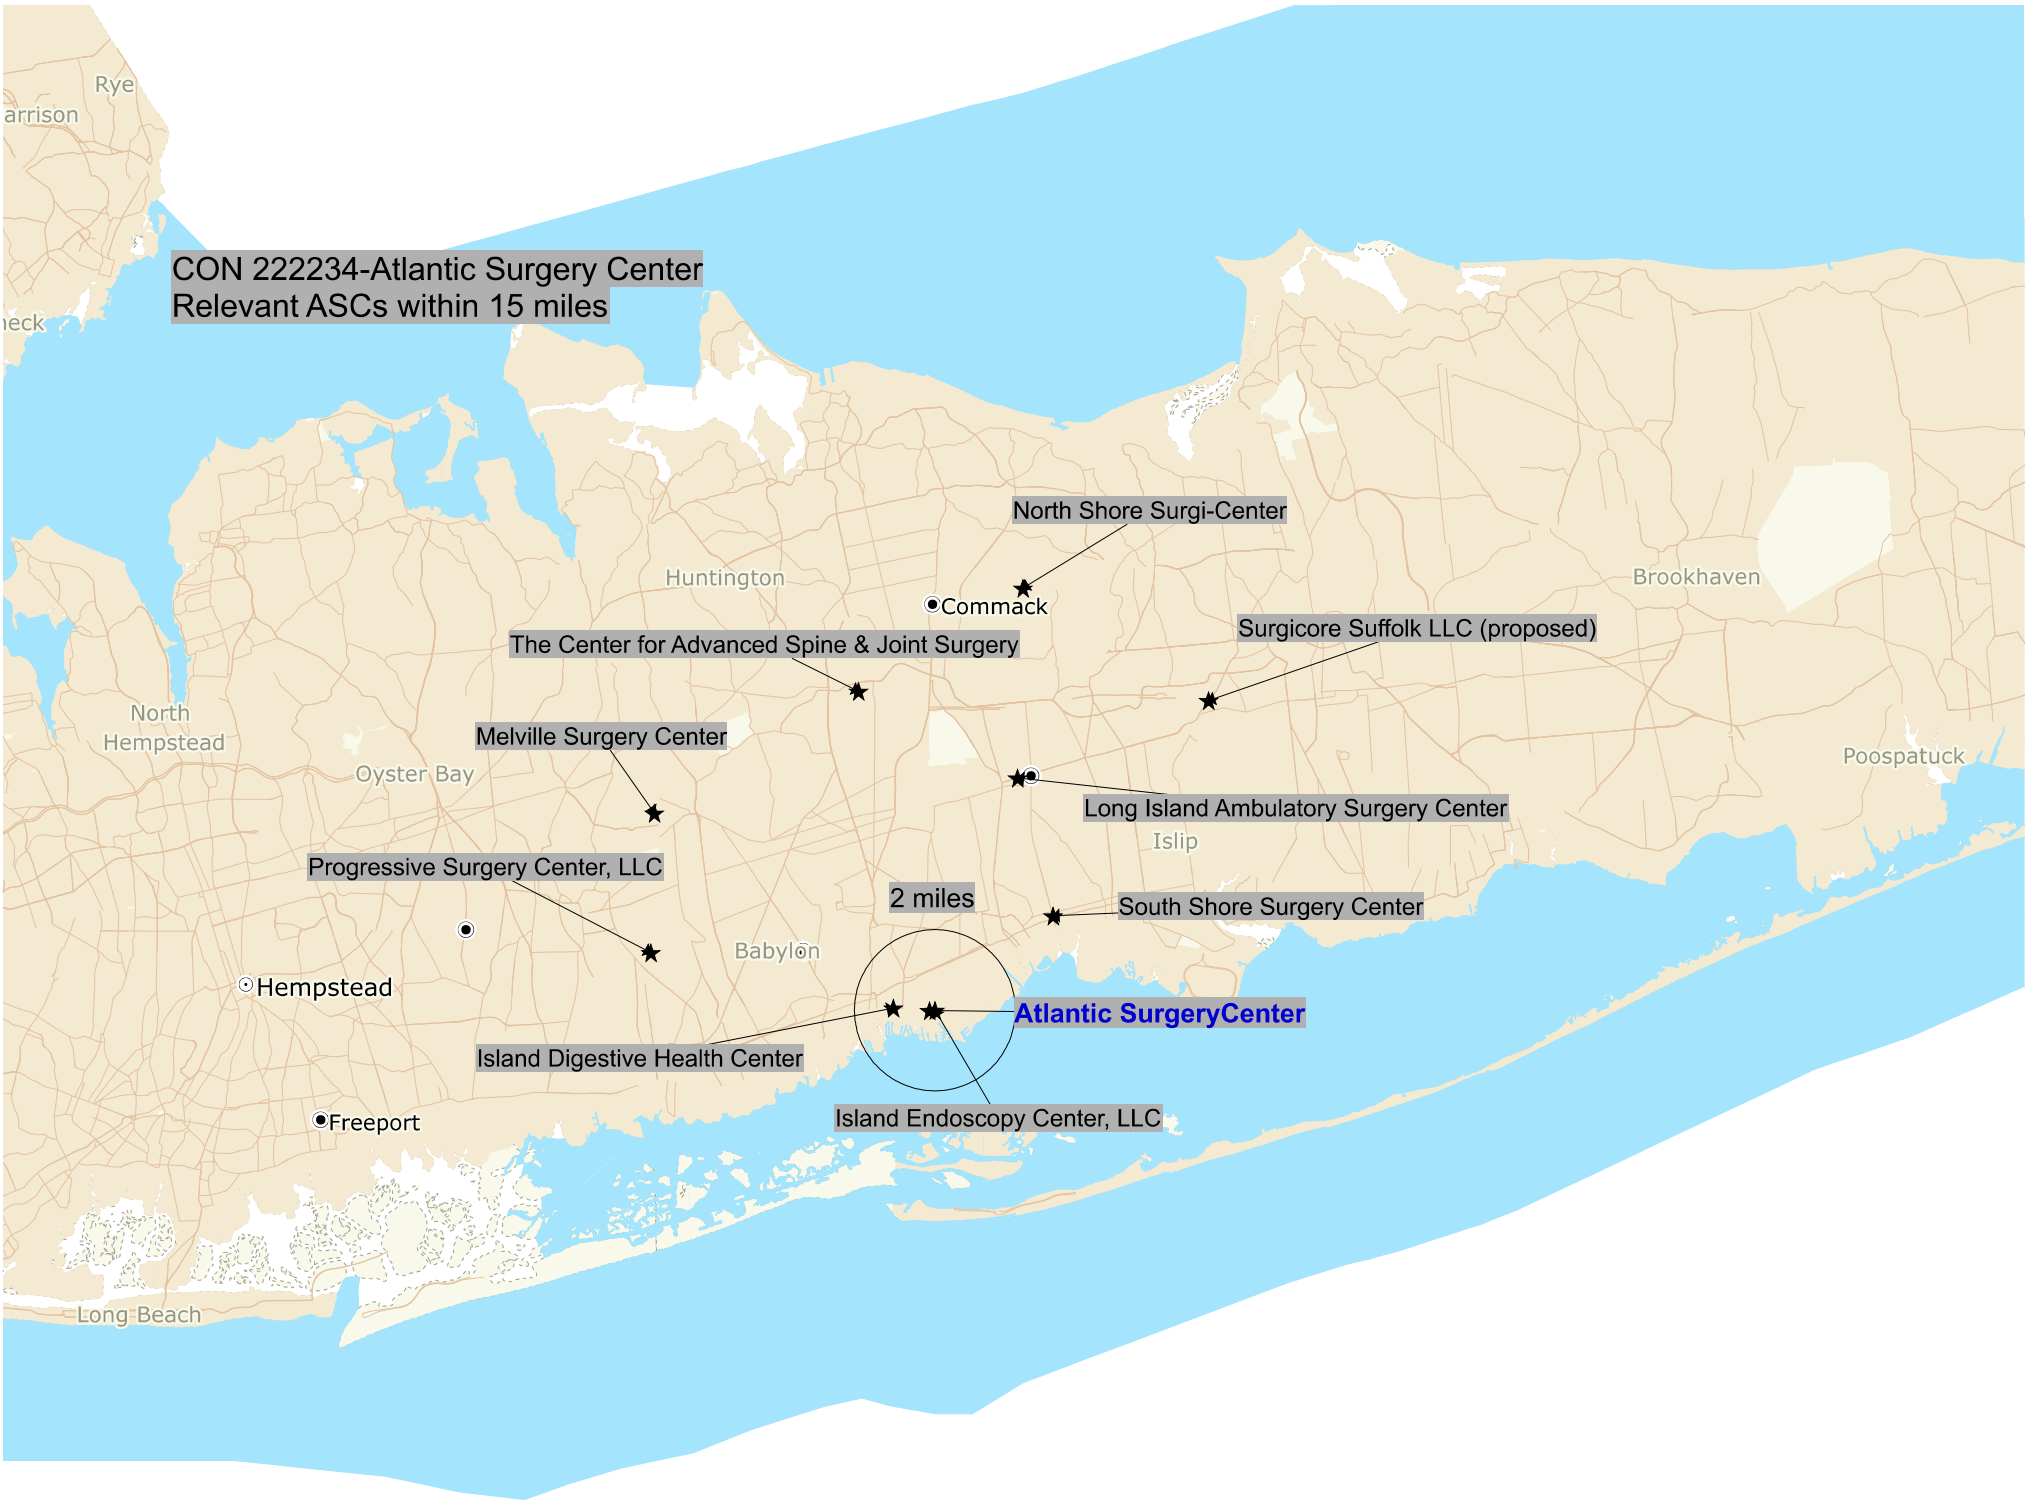 Rye
arrison
CON 222234-Atlantic Surgery Center
Relevant ASCs within 15 miles
neck
North Shore Surgi-Center
Huntington
Brookhaven
Commack
Surgicore Suffolk LLC (proposed)
The Center for Advanced Spine & Joint Surgery
North
Hempstead
Melville Surgery Center
Poospatuck
Oyster Bay
Long Island Ambulatory Surgery Center
Islip
Progressive Surgery Center, LLC
2 miles
South Shore Surgery Center
Babylon
Hempstead
Atlantic SurgeryCenter
Island Digestive Health Center
Island Endoscopy Center, LLC
Freeport
Long Beach